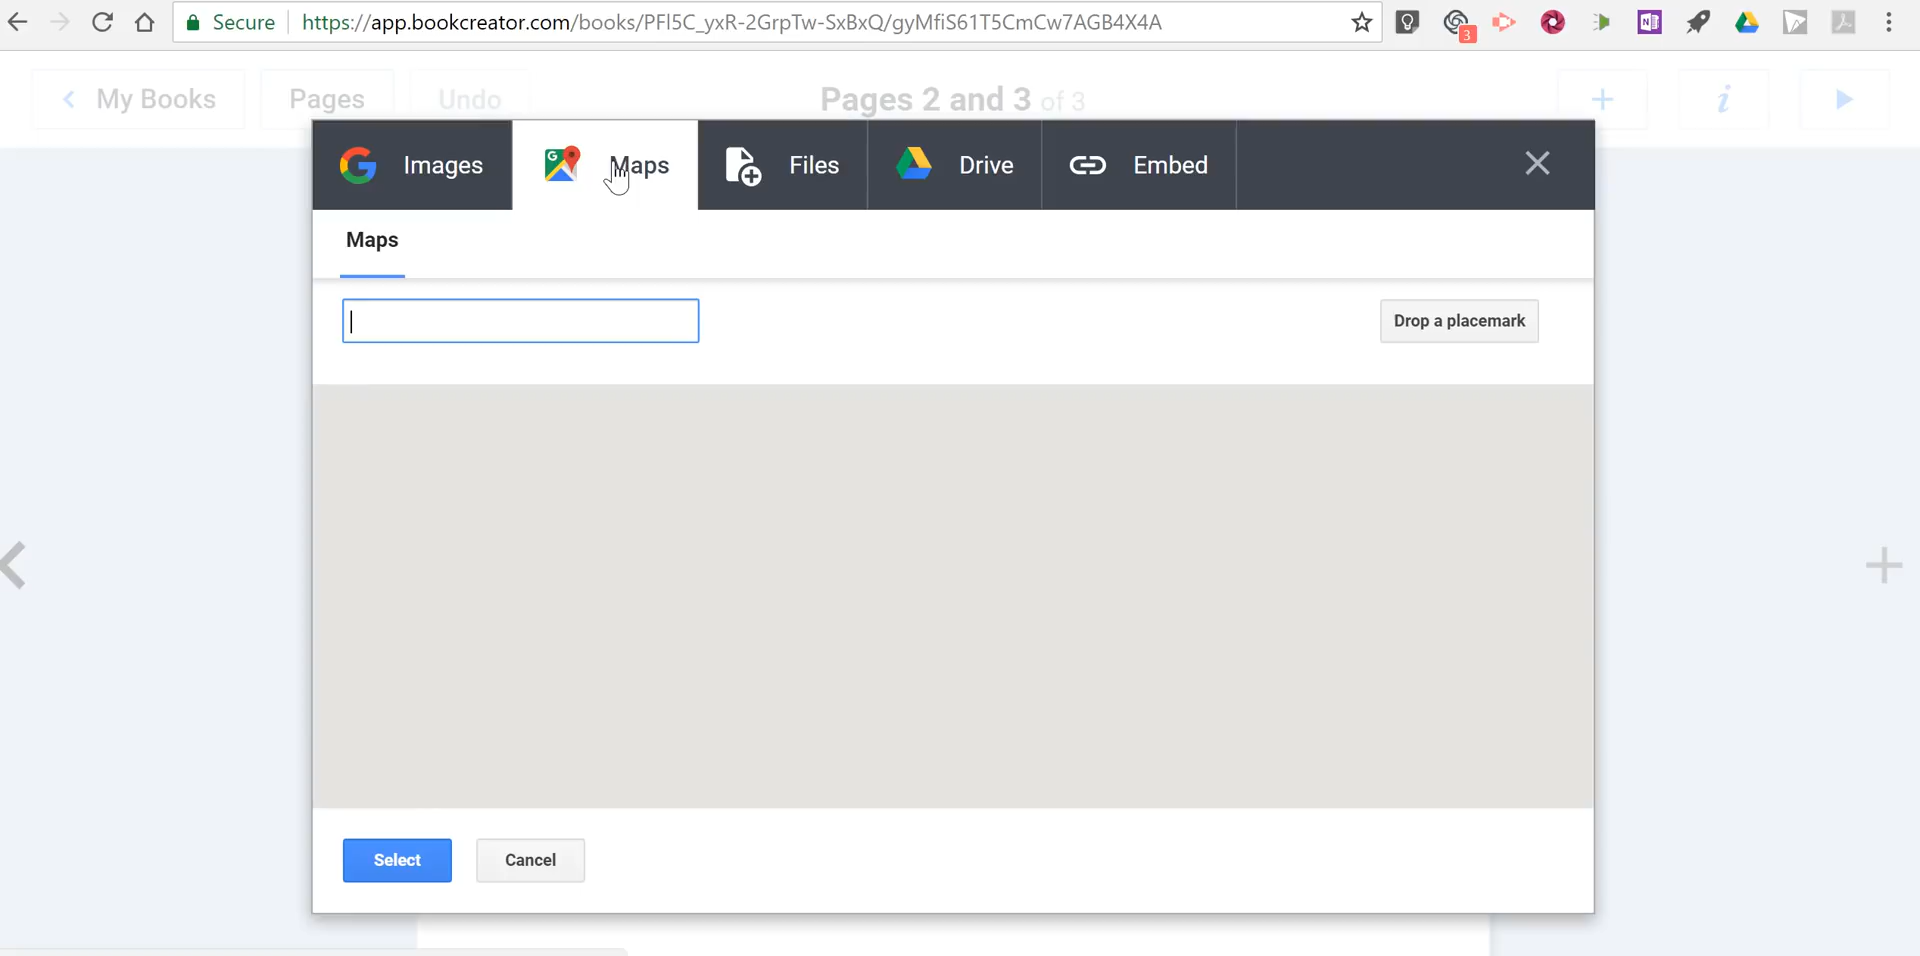 Secure https://app.bookcreator.com/books/PFl5C_yxR-2GrpTw-SxBxQ/gyMfiS61T5CmCw7AGB4X4A 3
My Books Pages Undo Pages 2 and 3 of 3
Images Maps Files Drive Embed
Maps
Drop a placemark
Select Cancel